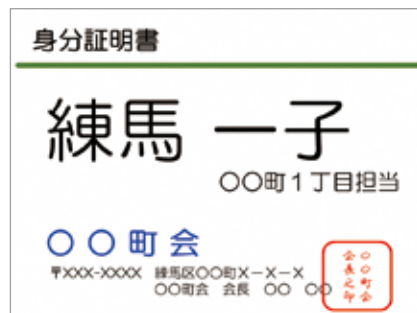 身分証明書
練馬 一子
〇〇町1丁目担当
〇〇町会
〒XXX-XXXX 練馬区〇〇町X－X－X
〇〇町会 会長 〇〇 〇〇
〇〇町会
会長之印